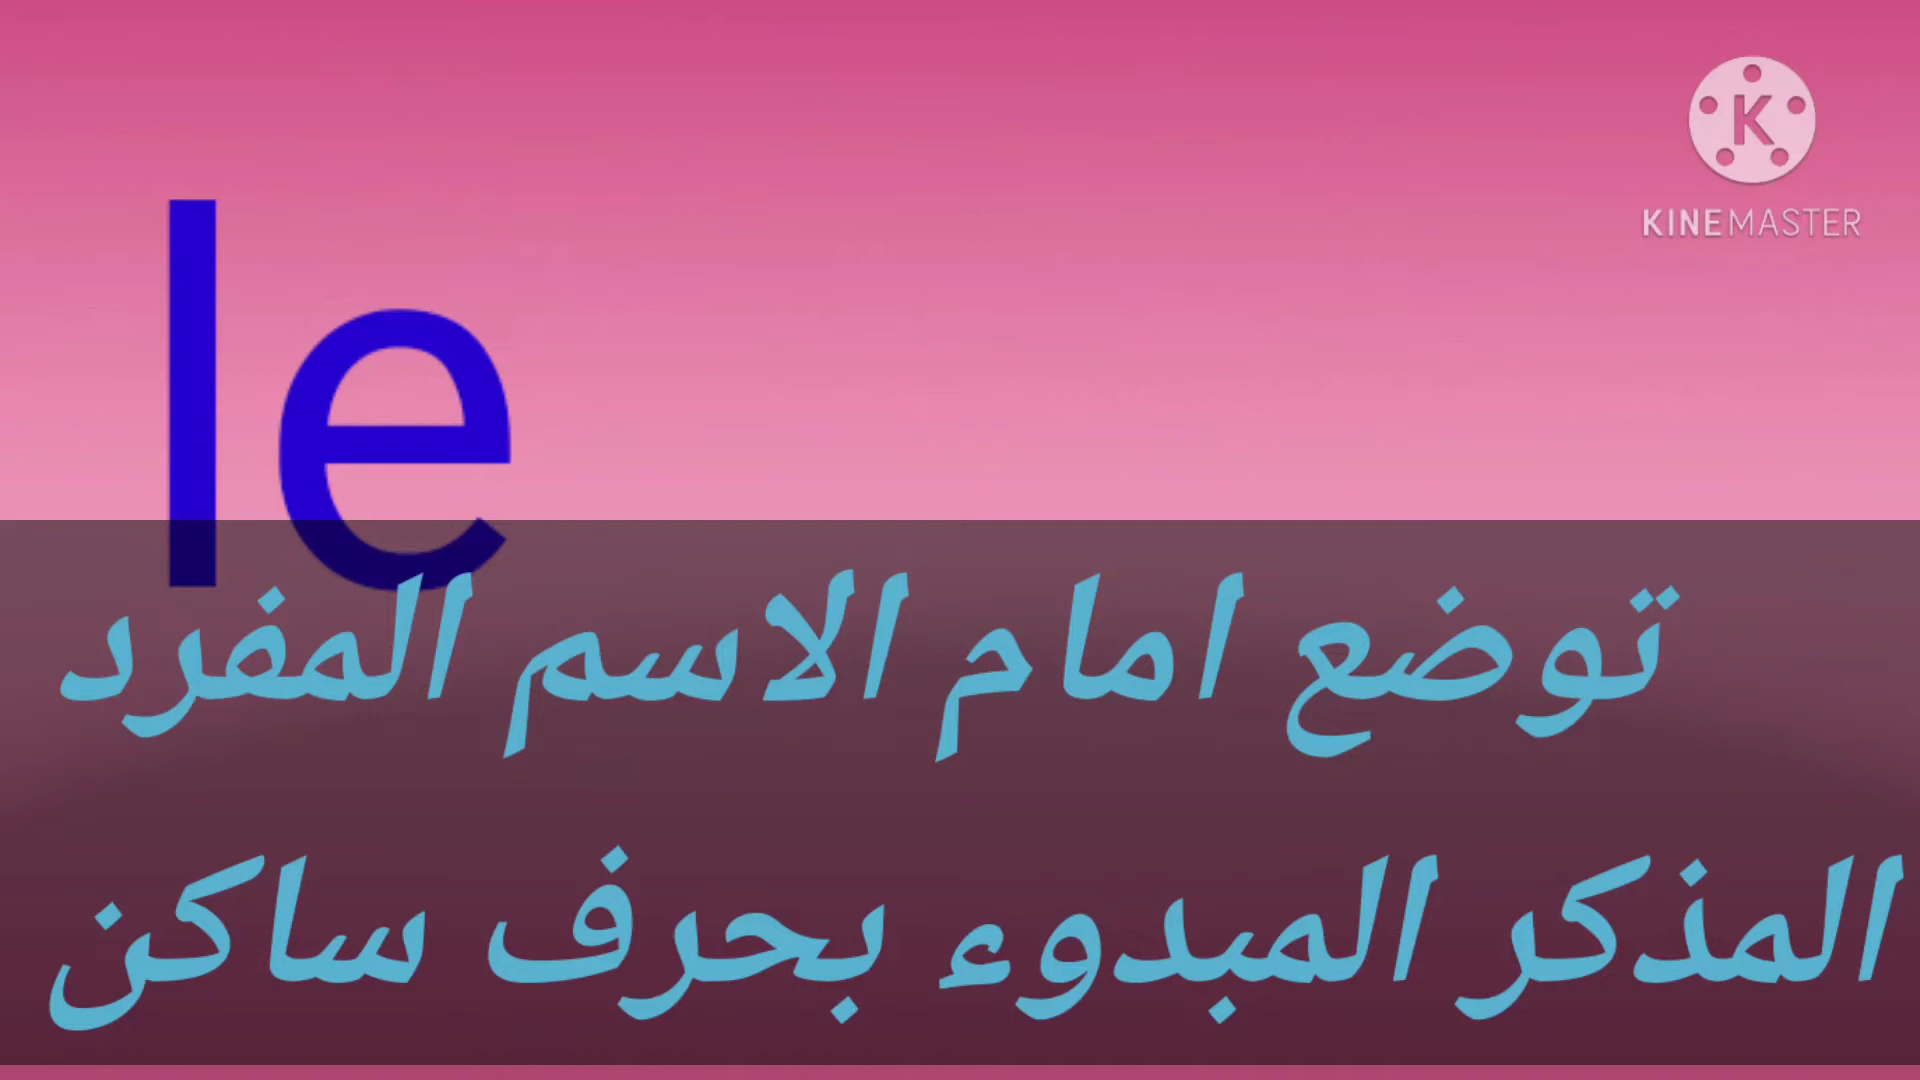 KINEMASTER
le
توضع امام الاسم المفرد
المذكر المبدوء بحرف ساكن